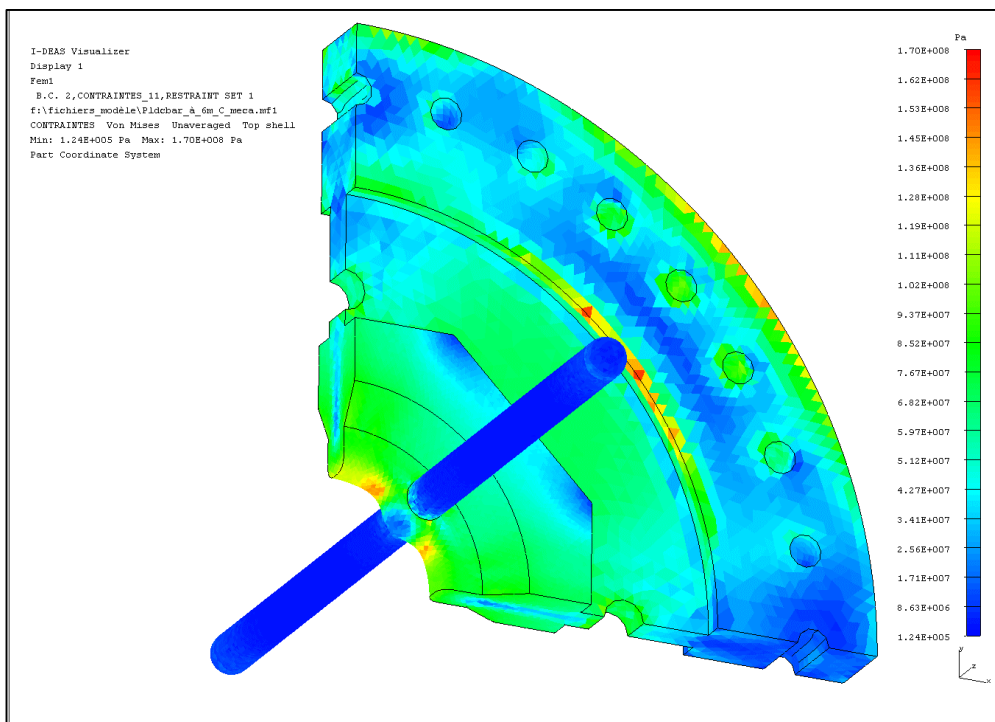 I-DEAS Visualizer
Display 1
Fem1
B.C. 2,CONTRAINTES_11,RESTRAINT SET 1
f:\fichiers_modèle\Pldcbar_à_6m_C_meca.mf1
CONTRAINTES Von Mises Unaveraged Top shell
Min: 1.24E+005 Pa Max: 1.70E+008 Pa
Part Coordinate System
Pa
1.70E+008
1.62E+008
1.53E+008
1.45E+008
1.36E+008
1.28E+008
1.19E+008
1.11E+008
1.02E+008
9.37E+007
8.52E+007
7.67E+007
6.82E+007
5.97E+007
5.12E+007
4.27E+007
3.41E+007
2.56E+007
1.71E+007
8.63E+006
1.24E+005
y
z
x